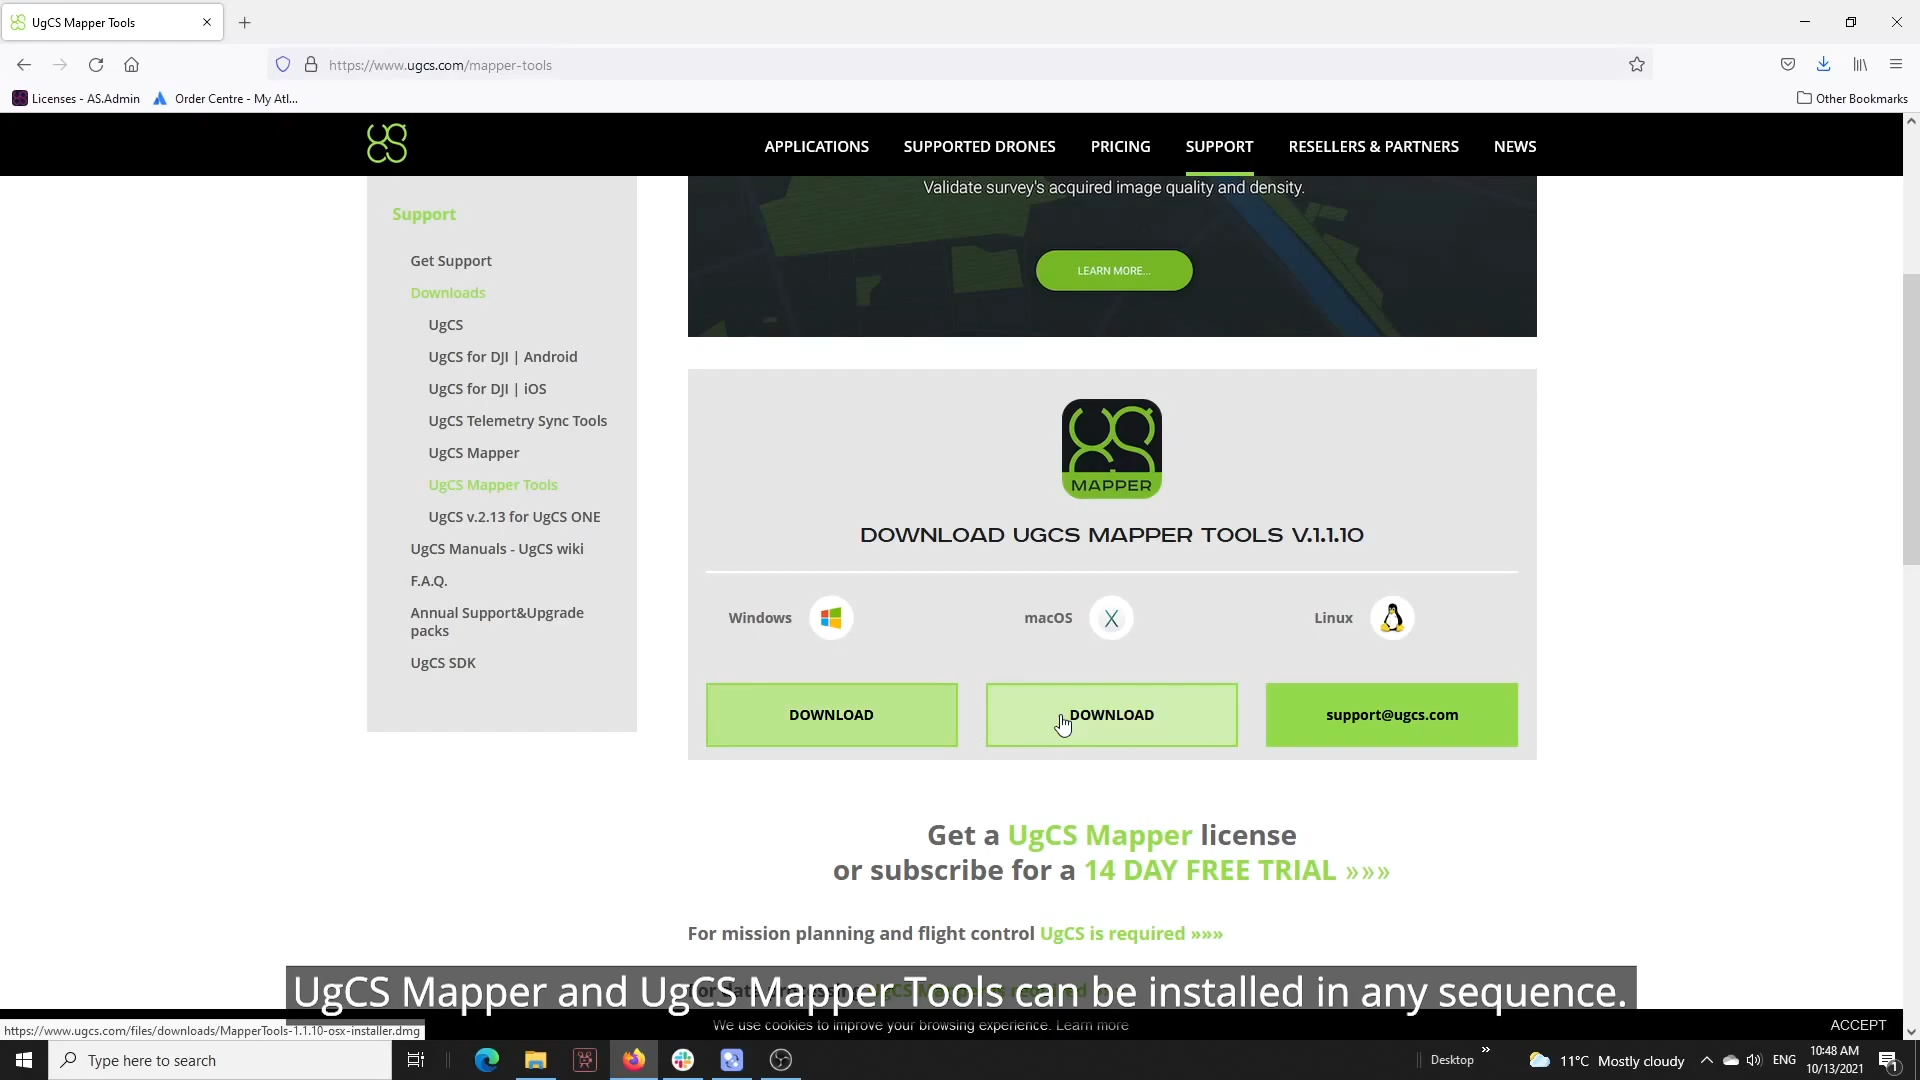 UgCS Mapper Tools
https://www.ugcs.com/mapper-tools
Licenses - AS.Admin
Order Centre - My Atl...
Other Bookmarks
APPLICATIONS
SUPPORTED DRONES
PRICING
SUPPORT
RESELLERS & PARTNERS
NEWS
Support
Get Support
Downloads
UgCS
UgCS for DJI | Android
UgCS for DJI | iOS
UgCS Telemetry Sync Tools
UgCS Mapper
UgCS Mapper Tools
UgCS v.2.13 for UgCS ONE
UgCS Manuals - UgCS wiki
F.A.Q.
Annual Support&Upgrade
packs
UgCS SDK
Validate survey's acquired image quality and density.
LEARN MORE...
MAPPER
DOWNLOAD UGCS MAPPER TOOLS V.1.1.10
Windows
macOS
Linux
DOWNLOAD
DOWNLOAD
support@ugcs.com
Get a UgCS Mapper license
or subscribe for a 14 DAY FREE TRIAL »»»
For mission planning and flight control UgCS is required »»»
UgCS Mapper and UgCS Mapper Tools can be installed in any sequence.
We use cookies to improve your browsing experience. Learn more
ACCEPT
https://www.ugcs.com/files/downloads/MapperTools-1.1.10-osx-installer.dmg
Type here to search
Desktop
11°C Mostly cloudy
ENG
10:48 AM
10/13/2021
1